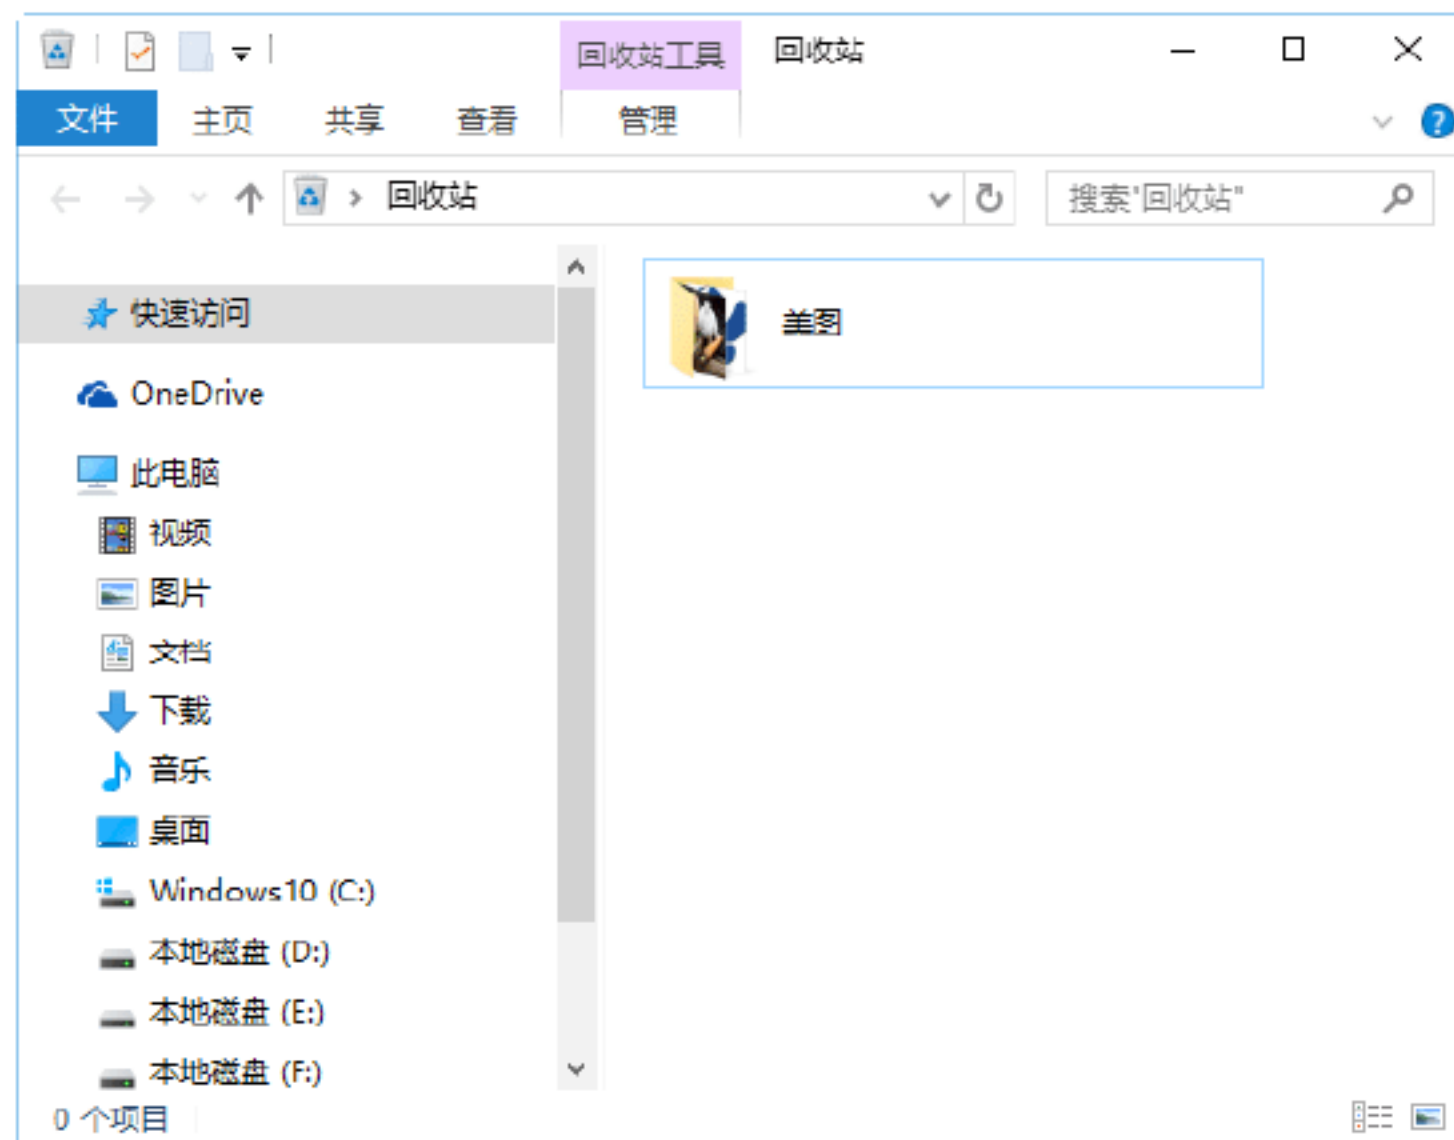 回收站工具 回收站
文件 主页 共享 查看 管理
回收站 搜索"回收站"
快速访问
美图
OneDrive
此电脑
视频
图片
文档
下载
音乐
桌面
Windows10 (C:)
本地磁盘 (D:)
本地磁盘 (E:)
本地磁盘 (F:)
0 个项目